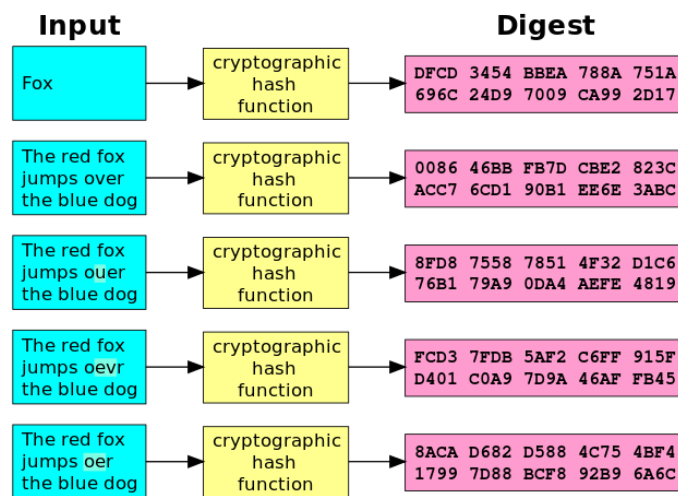 Input
Digest
Fox
cryptographic
hash
function
DFCD 3454 BBEA 788A 751A
696C 24D9 7009 CA99 2D17
The red fox
jumps over
the blue dog
cryptographic
hash
function
0086 46BB FB7D CBE2 823C
ACC7 6CD1 90B1 EE6E 3ABC
The red fox
jumps ouer
the blue dog
cryptographic
hash
function
8FD8 7558 7851 4F32 D1C6
76B1 79A9 0DA4 AEFE 4819
The red fox
jumps oevr
the blue dog
cryptographic
hash
function
FCD3 7FDB 5AF2 C6FF 915F
D401 C0A9 7D9A 46AF FB45
The red fox
jumps oer
the blue dog
cryptographic
hash
function
8ACA D682 D588 4C75 4BF4
1799 7D88 BCF8 92B9 6A6C